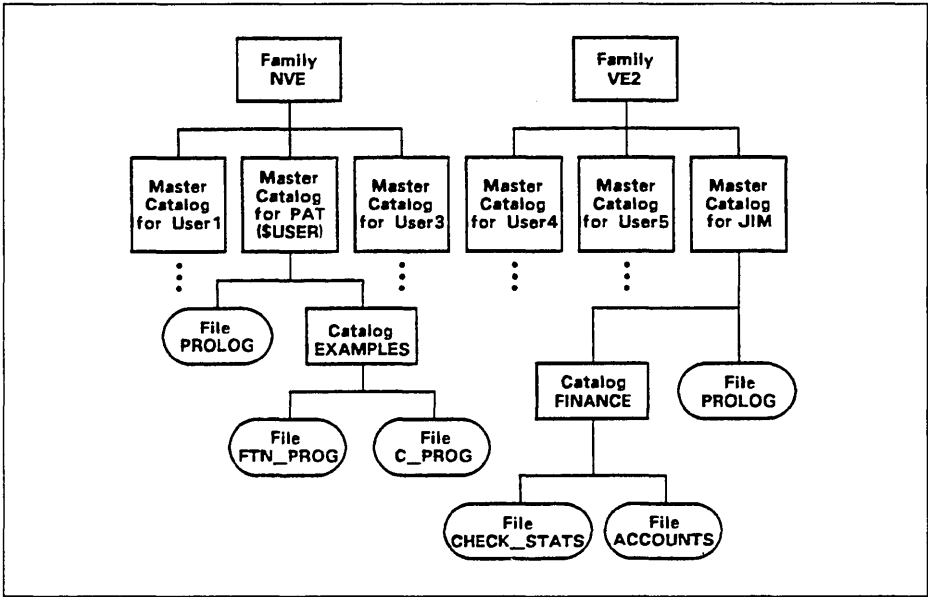 Family
NVE
Family
VE2
Master
Catalog
for User1
Master
Catalog
for PAT
($USER)
Master
Catalog
for User3
Master
Catalog
for User4
Master
Catalog
for User5
Master
Catalog
for JIM
File
PROLOG
Catalog
EXAMPLES
Catalog
FINANCE
File
PROLOG
File
FTN_PROG
File
C_PROG
File
CHECK_STATS
File
ACCOUNTS